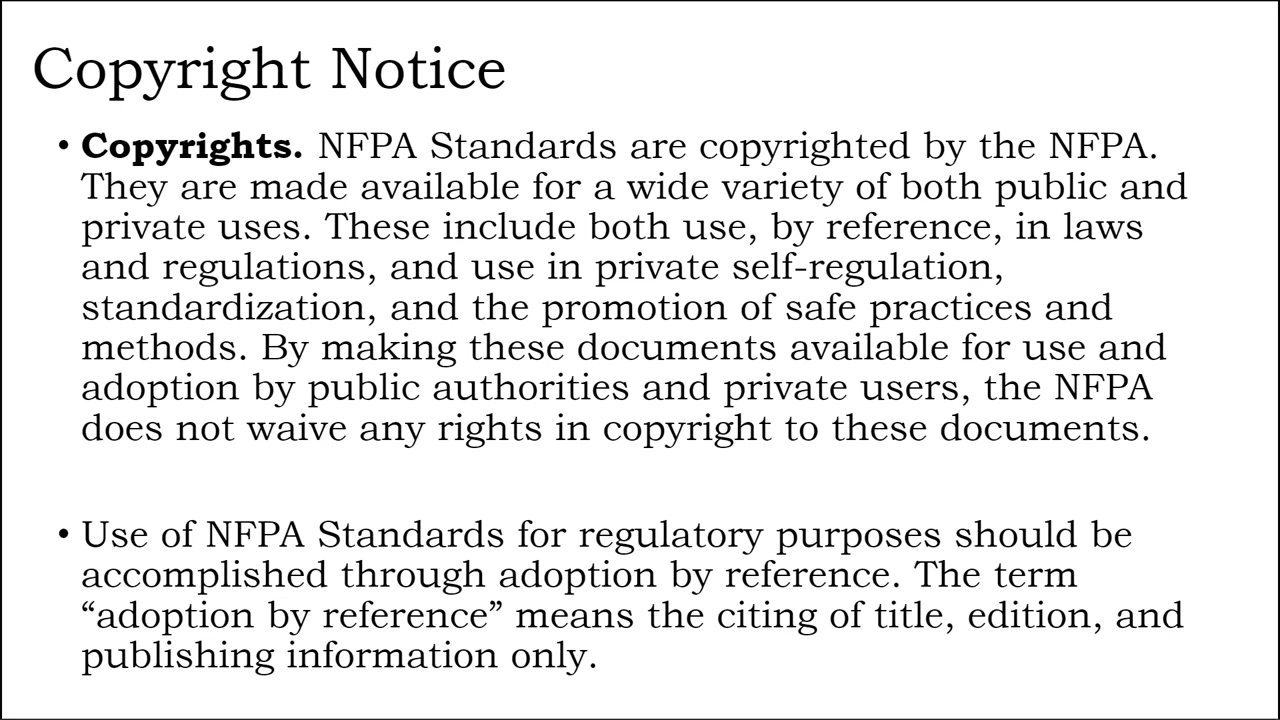 Copyright Notice
• Copyrights. NFPA Standards are copyrighted by the NFPA.
They are made available for a wide variety of both public and
private uses. These include both use, by reference, in laws
and regulations, and use in private self-regulation,
standardization, and the promotion of safe practices and
methods. By making these documents available for use and
adoption by public authorities and private users, the NFPA
does not waive any rights in copyright to these documents.
• Use of NFPA Standards for regulatory purposes should be
accomplished through adoption by reference. The term
“adoption by reference” means the citing of title, edition, and
publishing information only.